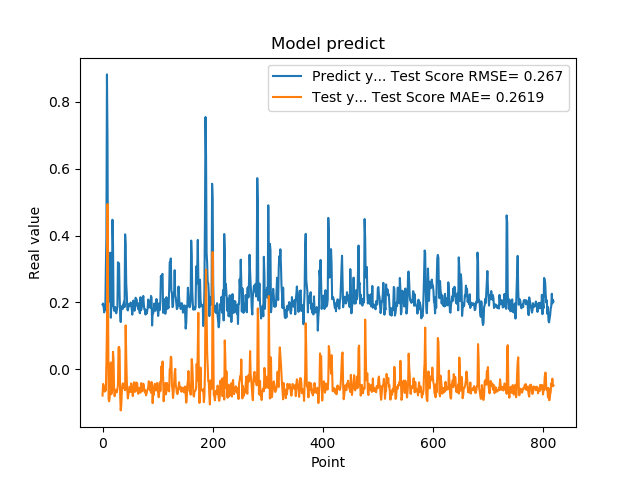 Model predict
Predict y... Test Score RMSE= 0.267
Test y... Test Score MAE= 0.2619
0.8
0.6
0.4
0.2
0.0
Real value
0 200 400 600 800
Point